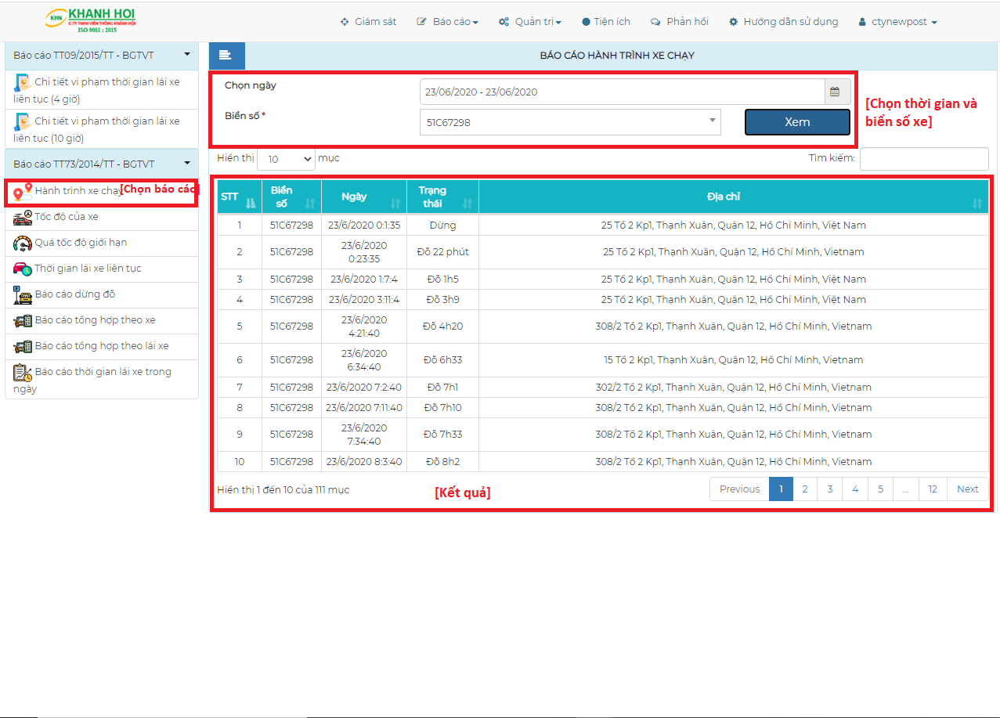 KHN KHANH HOI
C.TY TNHH VIỄN THÔNG KHÁNH HỘI
ISO 9001 : 2015
Giám sát Báo cáo Quản trị Tiện ích Phản hồi Hướng dẫn sử dụng ctynewpost
Báo cáo TT09/2015/TT - BGTVT
Chi tiết vi phạm thời gian lái xe
liên tục (4 giờ)
Chi tiết vi phạm thời gian lái xe
liên tục (10 giờ)
Báo cáo TT73/2014/TT - BGTVT
Hành trình xe chạy [Chọn báo cáo]
Tốc độ của xe
Quá tốc độ giới hạn
Thời gian lái xe liên tục
Báo cáo dừng đỗ
Báo cáo tổng hợp theo xe
Báo cáo tổng hợp theo lái xe
Báo cáo thời gian lái xe trong
ngày
BÁO CÁO HÀNH TRÌNH XE CHẠY
Chọn ngày 23/06/2020 - 23/06/2020
Biển số * 51C67298 Xem
[Chọn thời gian và
biển số xe]
Hiển thị 10 mục Tìm kiếm:
STT Biển số Ngày Trạng thái Địa chỉ
1 51C67298 23/6/2020 0:1:35 Dừng 25 Tổ 2 Kp1, Thạnh Xuân, Quận 12, Hồ Chí Minh, Việt Nam
2 51C67298 23/6/2020 0:23:35 Đỗ 22 phút 25 Tổ 2 Kp1, Thạnh Xuân, Quận 12, Hồ Chí Minh, Vietnam
3 51C67298 23/6/2020 1:7:4 Đỗ 1h5 25 Tổ 2 Kp1, Thạnh Xuân, Quận 12, Hồ Chí Minh, Việt Nam
4 51C67298 23/6/2020 3:11:4 Đỗ 3h9 25 Tổ 2 Kp1, Thạnh Xuân, Quận 12, Hồ Chí Minh, Việt Nam
5 51C67298 23/6/2020 4:21:40 Đỗ 4h20 308/2 Tổ 2 Kp1, Thạnh Xuân, Quận 12, Hồ Chí Minh, Vietnam
6 51C67298 23/6/2020 6:34:40 Đỗ 6h33 15 Tổ 2 Kp1, Thạnh Xuân, Quận 12, Hồ Chí Minh, Vietnam
7 51C67298 23/6/2020 7:2:40 Đỗ 7h1 302/2 Tổ 2 Kp1, Thạnh Xuân, Quận 12, Hồ Chí Minh, Vietnam
8 51C67298 23/6/2020 7:11:40 Đỗ 7h10 308/2 Tổ 2 Kp1, Thạnh Xuân, Quận 12, Hồ Chí Minh, Vietnam
9 51C67298 23/6/2020 7:34:40 Đỗ 7h33 308/2 Tổ 2 Kp1, Thạnh Xuân, Quận 12, Hồ Chí Minh, Vietnam
10 51C67298 23/6/2020 8:3:40 Đỗ 8h2 308/2 Tổ 2 Kp1, Thạnh Xuân, Quận 12, Hồ Chí Minh, Vietnam
Hiển thị 1 đến 10 của 111 mục [Kết quả] Previous 1 2 3 4 5 ... 12 Next